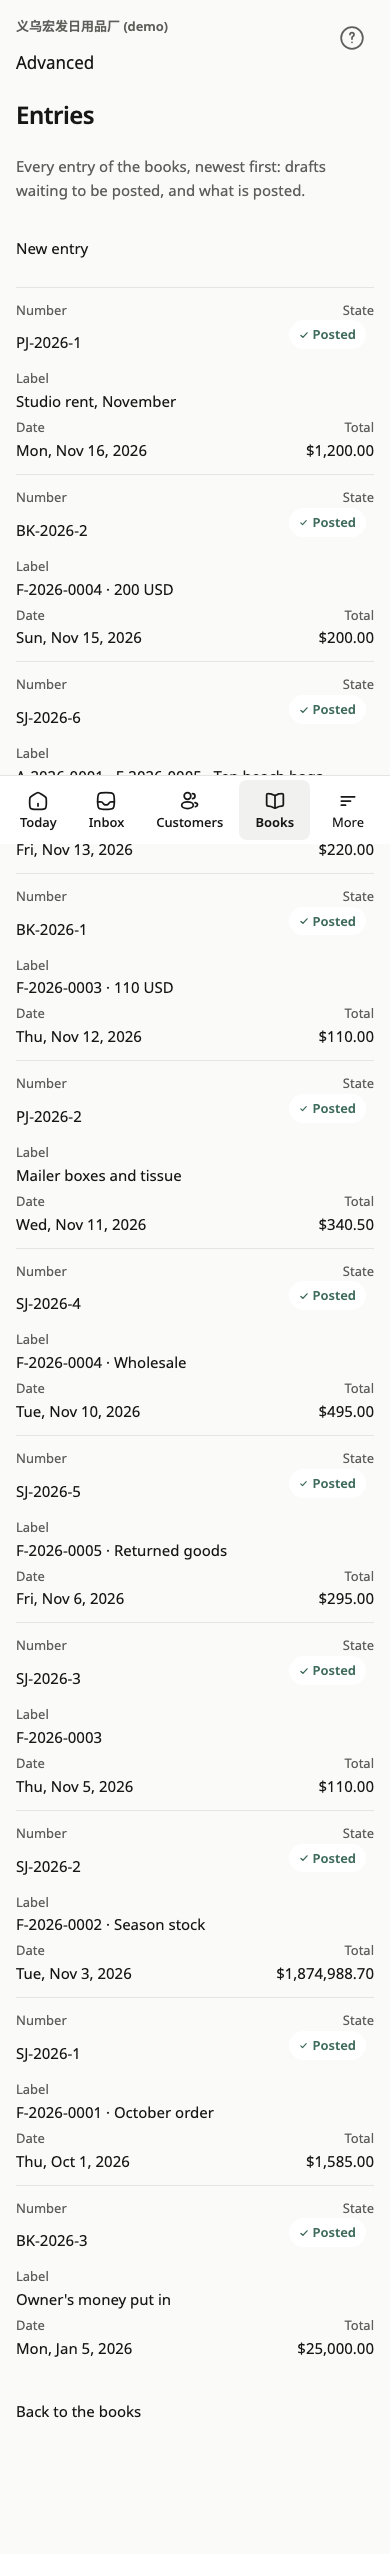 义乌宏发日用品厂 (demo)
Advanced
Entries
Every entry of the books, newest first: drafts
waiting to be posted, and what is posted.
New entry
Number State
PJ-2026-1 Posted
Label
Studio rent, November
Date Total
Mon, Nov 16, 2026 $1,200.00
Number State
BK-2026-2 Posted
Label
F-2026-0004 · 200 USD
Date Total
Sun, Nov 15, 2026 $200.00
Number State
SJ-2026-6 Posted
Label
Today Inbox Customers Books More
Fri, Nov 13, 2026 $220.00
Number State
BK-2026-1 Posted
Label
F-2026-0003 · 110 USD
Date Total
Thu, Nov 12, 2026 $110.00
Number State
PJ-2026-2 Posted
Label
Mailer boxes and tissue
Date Total
Wed, Nov 11, 2026 $340.50
Number State
SJ-2026-4 Posted
Label
F-2026-0004 · Wholesale
Date Total
Tue, Nov 10, 2026 $495.00
Number State
SJ-2026-5 Posted
Label
F-2026-0005 · Returned goods
Date Total
Fri, Nov 6, 2026 $295.00
Number State
SJ-2026-3 Posted
Label
F-2026-0003
Date Total
Thu, Nov 5, 2026 $110.00
Number State
SJ-2026-2 Posted
Label
F-2026-0002 · Season stock
Date Total
Tue, Nov 3, 2026 $1,874,988.70
Number State
SJ-2026-1 Posted
Label
F-2026-0001 · October order
Date Total
Thu, Oct 1, 2026 $1,585.00
Number State
BK-2026-3 Posted
Label
Owner's money put in
Date Total
Mon, Jan 5, 2026 $25,000.00
Back to the books